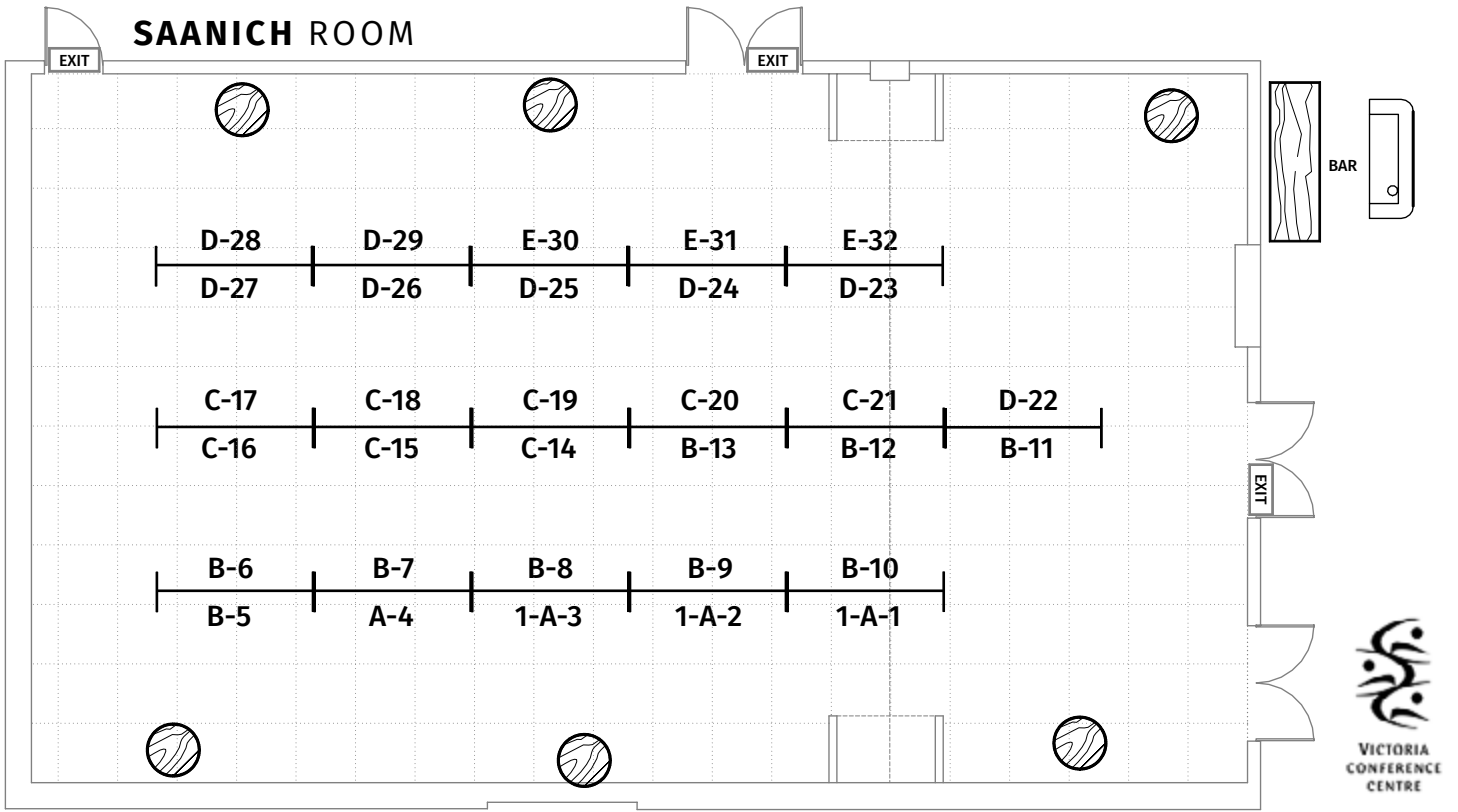 SAANICH ROOM
EXIT
EXIT
BAR
D-28 D-29 E-30 E-31 E-32
D-27 D-26 D-25 D-24 D-23
C-17 C-18 C-19 C-20 C-21 D-22
C-16 C-15 C-14 B-13 B-12 B-11
EXIT
B-6 B-7 B-8 B-9 B-10
B-5 A-4 1-A-3 1-A-2 1-A-1
VICTORIA
CONFERENCE
CENTRE